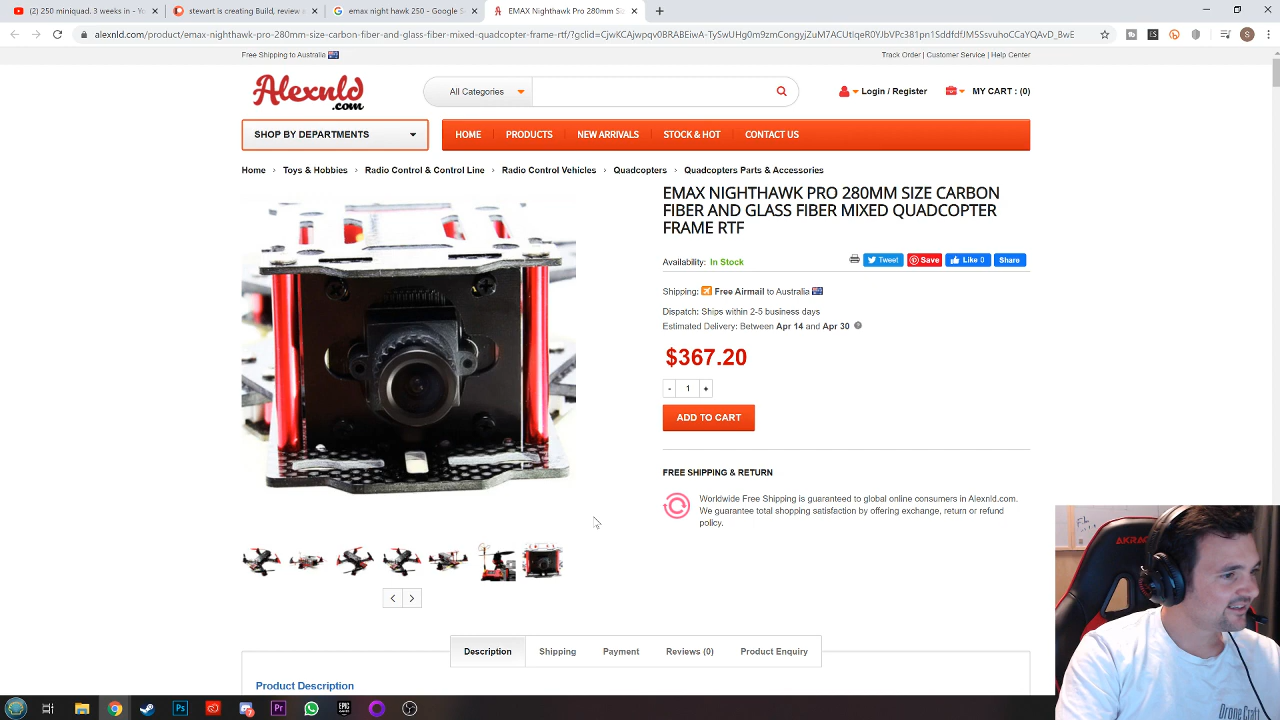 (2) 250 miniquad. 3 weeks in - Yo
stewart is creating Build, review
emax night hawk 250 - Google S
EMAX Nighthawk Pro 280mm Siz
alexnld.com/product/emax-nighthawk-pro-280mm-size-carbon-fiber-and-glass-fiber-mixed-quadcopter-frame-rtf/?gclid=CjwKCAjwpqv0BRABEiwA-TySwUHg0m9zmCongyjZuM7ACUtiqeR0YJbVPc381pn1SddfdfJM5SsvuhoCCaYQAvD_BwE
Free Shipping to Australia
Track Order | Customer Service | Help Center
Alexnld
.com
All Categories
Login / Register
MY CART : (0)
SHOP BY DEPARTMENTS
HOME
PRODUCTS
NEW ARRIVALS
STOCK & HOT
CONTACT US
Home > Toys & Hobbies > Radio Control & Control Line > Radio Control Vehicles > Quadcopters > Quadcopters Parts & Accessories
EMAX NIGHTHAWK PRO 280MM SIZE CARBON
FIBER AND GLASS FIBER MIXED QUADCOPTER
FRAME RTF
Availability: In Stock
Tweet
Save
Like 0
Share
Shipping: Free Airmail to Australia
Dispatch: Ships within 2-5 business days
Estimated Delivery: Between Apr 14 and Apr 30
$367.20
- 1 +
ADD TO CART
FREE SHIPPING & RETURN
Worldwide Free Shipping is guaranteed to global online consumers in Alexnld.com.
We guarantee total shopping satisfaction by offering exchange, return or refund
policy.
Description
Shipping
Payment
Reviews (0)
Product Enquiry
Product Description
AKRAC
Drone Craft